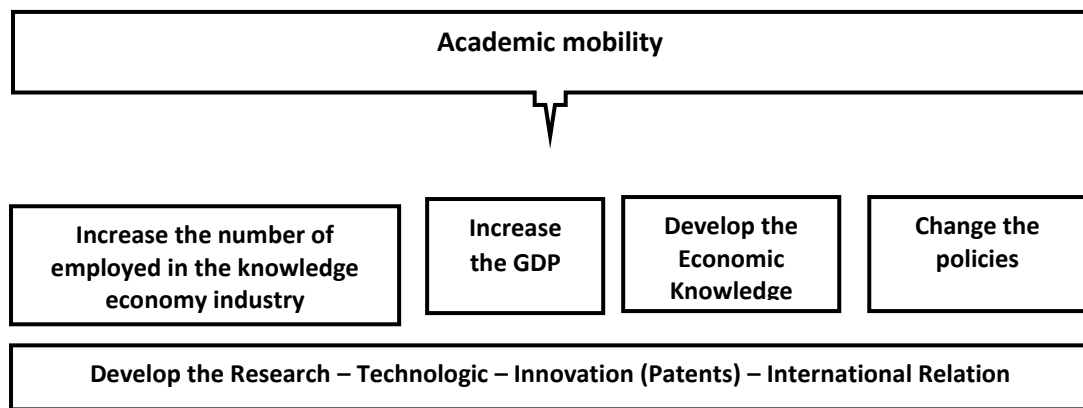 Academic mobility
Increase the number of
employed in the knowledge
economy industry
Increase
the GDP
Develop the
Economic
Knowledge
Change the
policies
Develop the Research – Technologic – Innovation (Patents) – International Relation